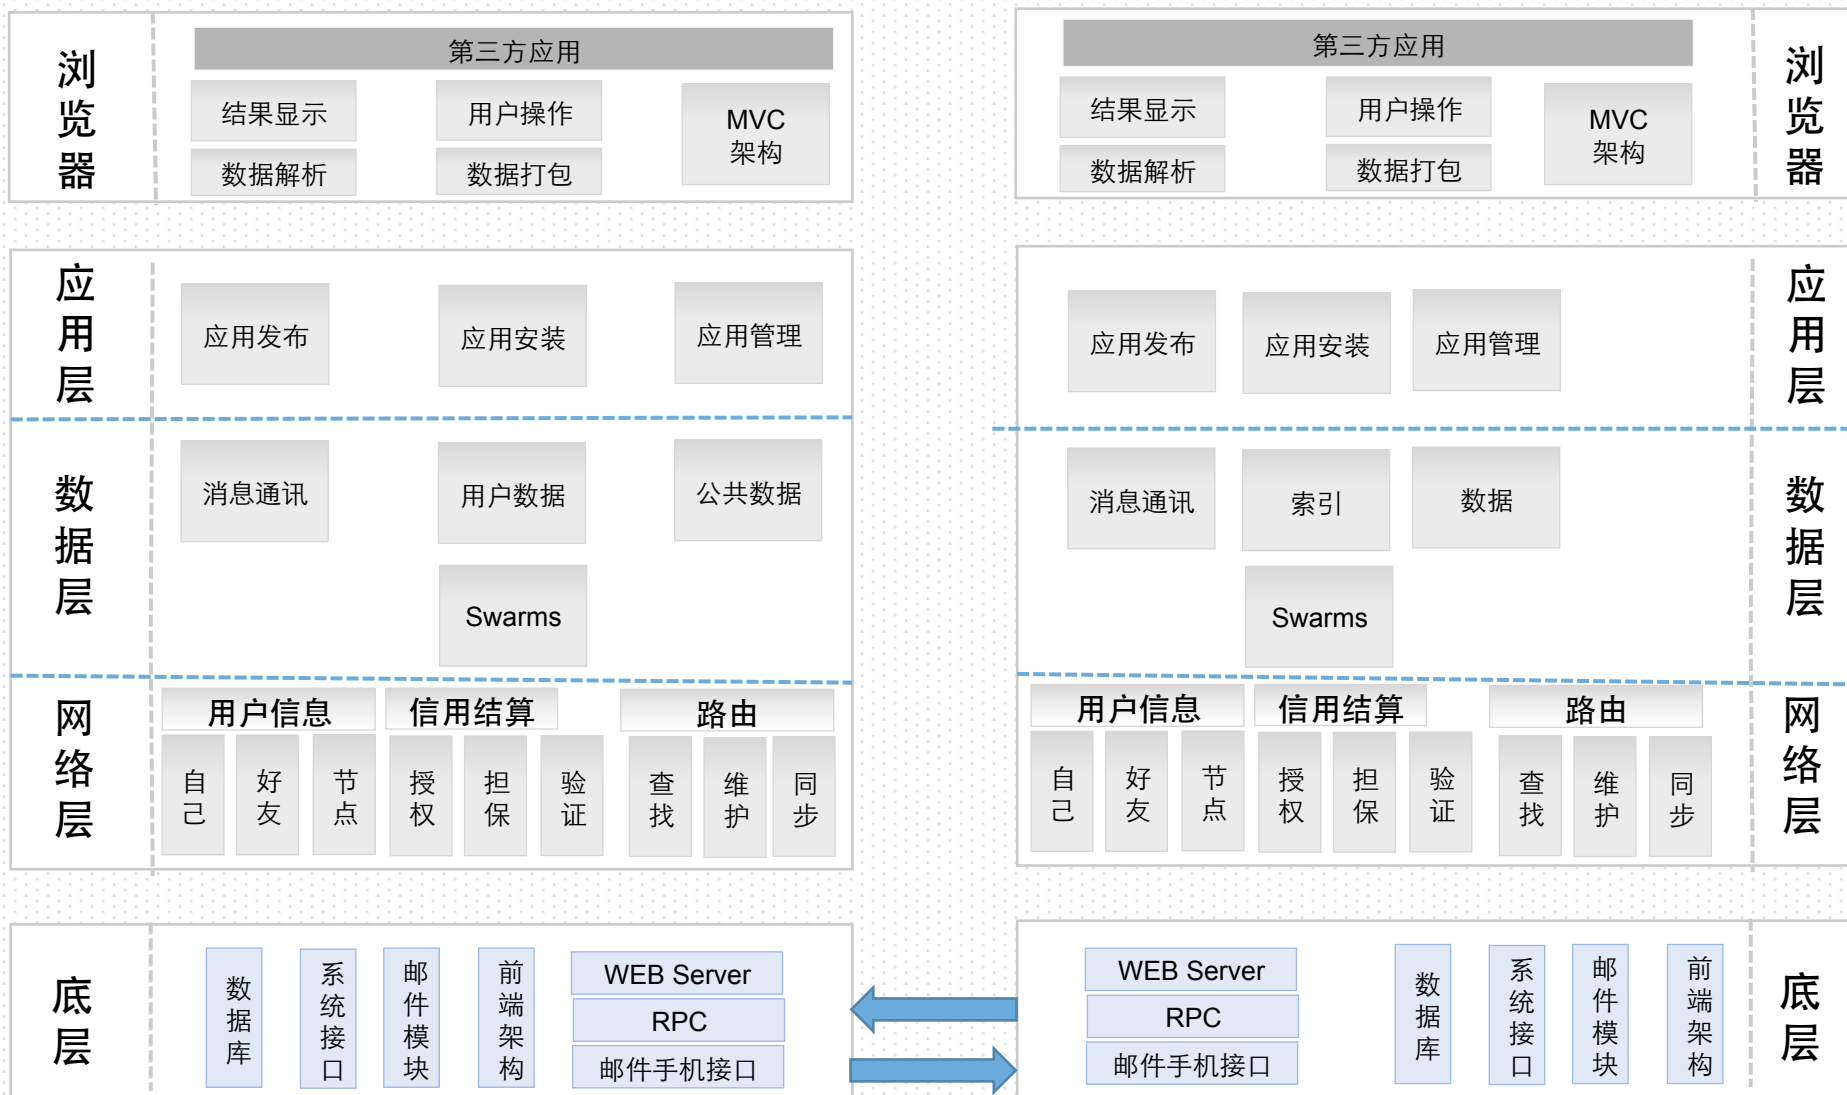 浏览器
第三方应用
结果显示
用户操作
MVC
架构
数据解析
数据打包
应用层
应用发布
应用安装
应用管理
数据层
消息通讯
用户数据
公共数据
Swarms
网络层
用户信息
信用结算
路由
自己
好友
节点
授权
担保
验证
查找
维护
同步
底层
数据库
系统接口
邮件模块
前端架构
WEB Server
RPC
邮件手机接口
第三方应用
结果显示
用户操作
MVC
架构
数据解析
数据打包
浏览器
应用发布
应用安装
应用管理
应用层
消息通讯
索引
数据
Swarms
数据层
用户信息
信用结算
路由
自己
好友
节点
授权
担保
验证
查找
维护
同步
网络层
WEB Server
RPC
邮件手机接口
数据库
系统接口
邮件模块
前端架构
底层